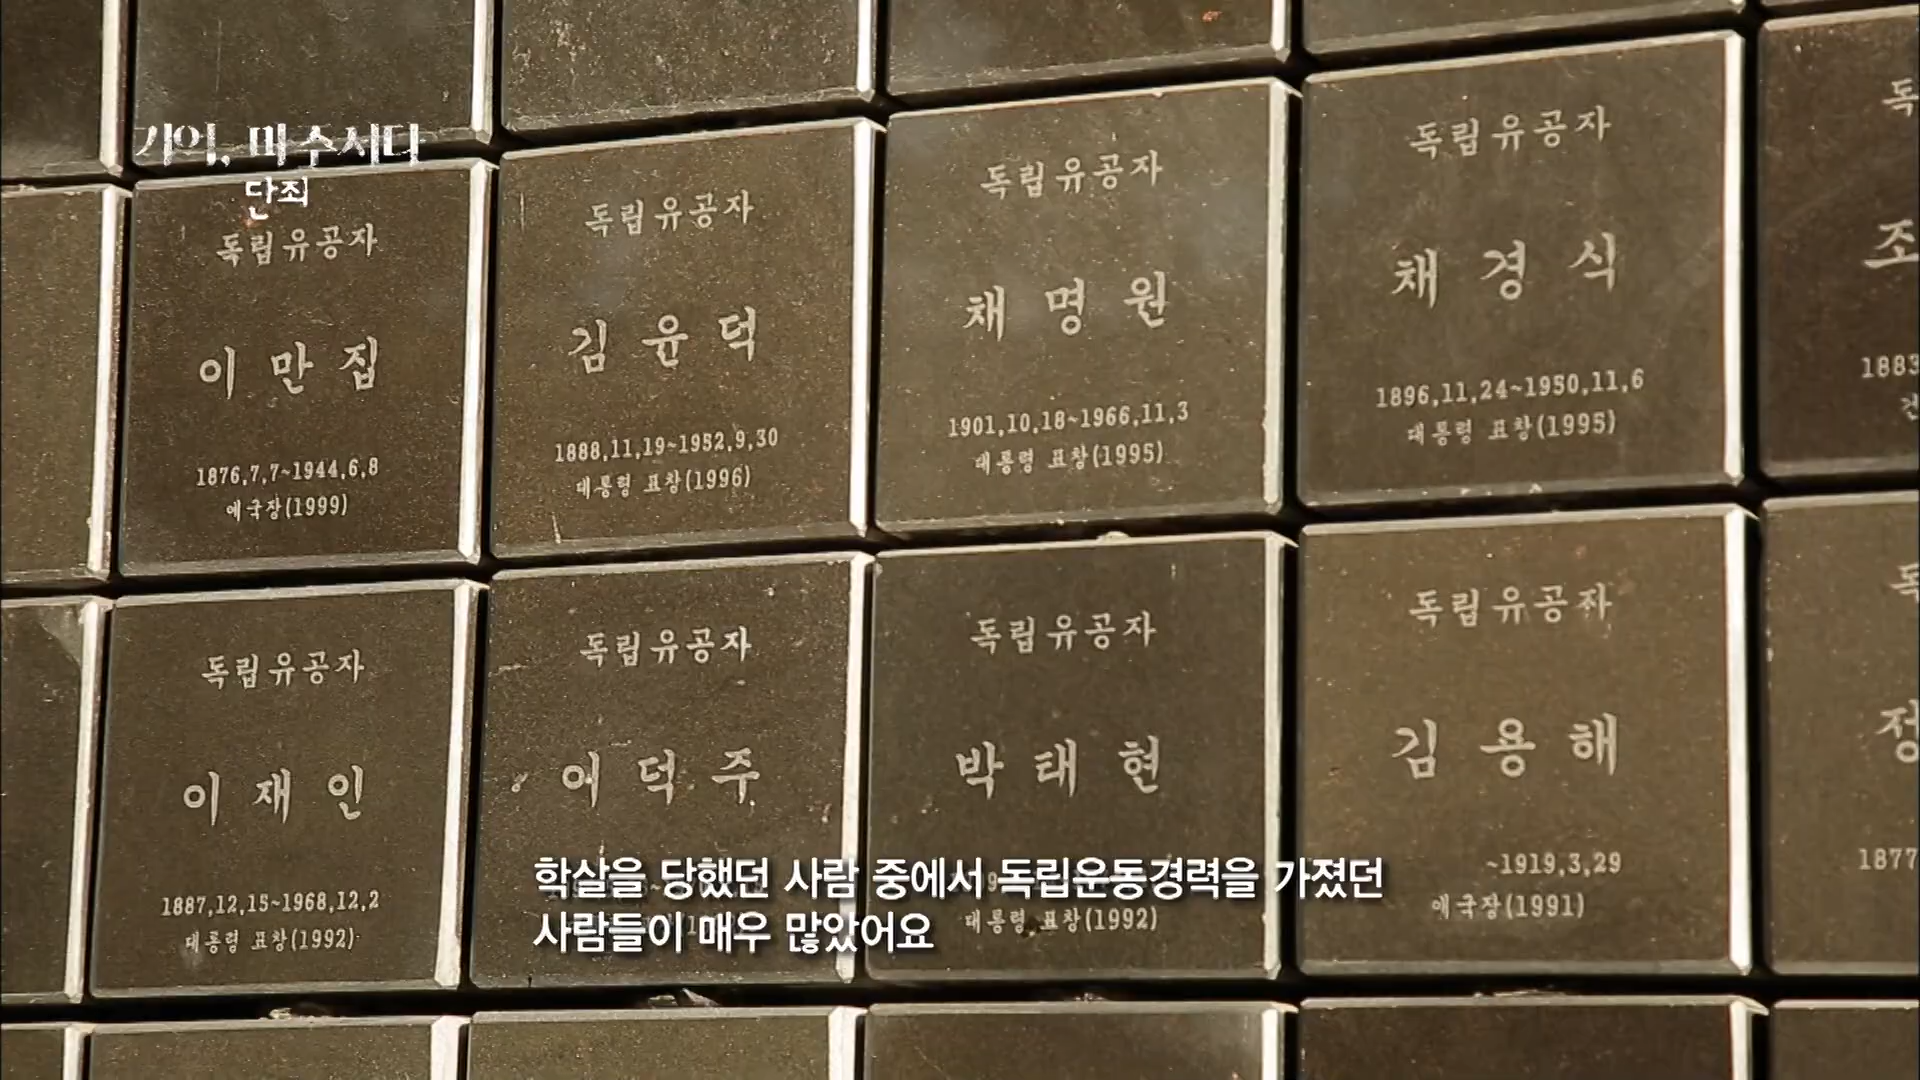 기억, 마주서다
단죄
독립유공자
이만집
1876,7,7~1944,6,8
애국장(1999)
독립유공자
김윤덕
1888,11,19~1952,9,30
대통령 표창(1996)
독립유공자
채명원
1901,10,18~1966,11,3
대통령 표창(1995)
독립유공자
채경식
1896,11,24~1950,11,6
대통령 표창(1995)
독
조
1883
건
독립유공자
이재인
1887,12,15~1968,12,2
대통령 표창(1992)
독립유공자
이덕주
독립유공자
박태현
대통령 표창(1992)
독립유공자
김용해
~1919,3,29
애국장(1991)
독
정
1877
학살을 당했던 사람 중에서 독립운동경력을 가졌던
사람들이 매우 많았어요